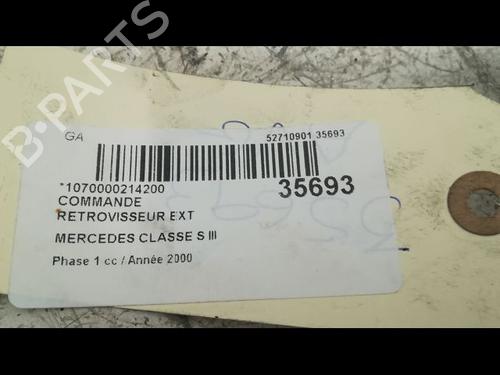 B-PARTS
GA
52710901 35693
*1070000214200
35693
COMMANDE
RETROVISSEUR EXT
MERCEDES CLASSE S III
Phase 1 cc / Année 2000